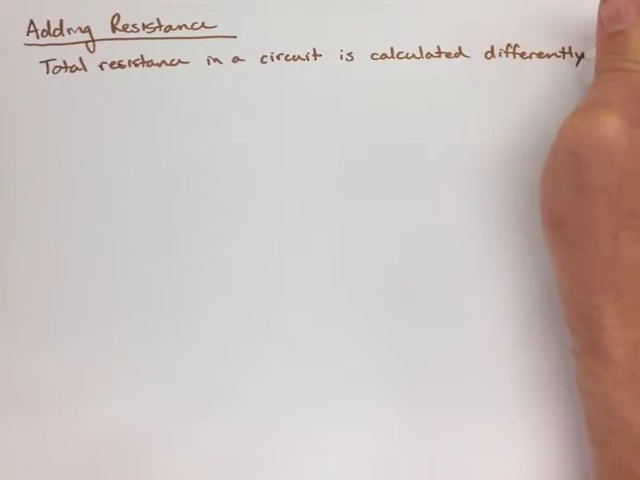 Adding Resistance
Total resistance in a circuit is calculated differently